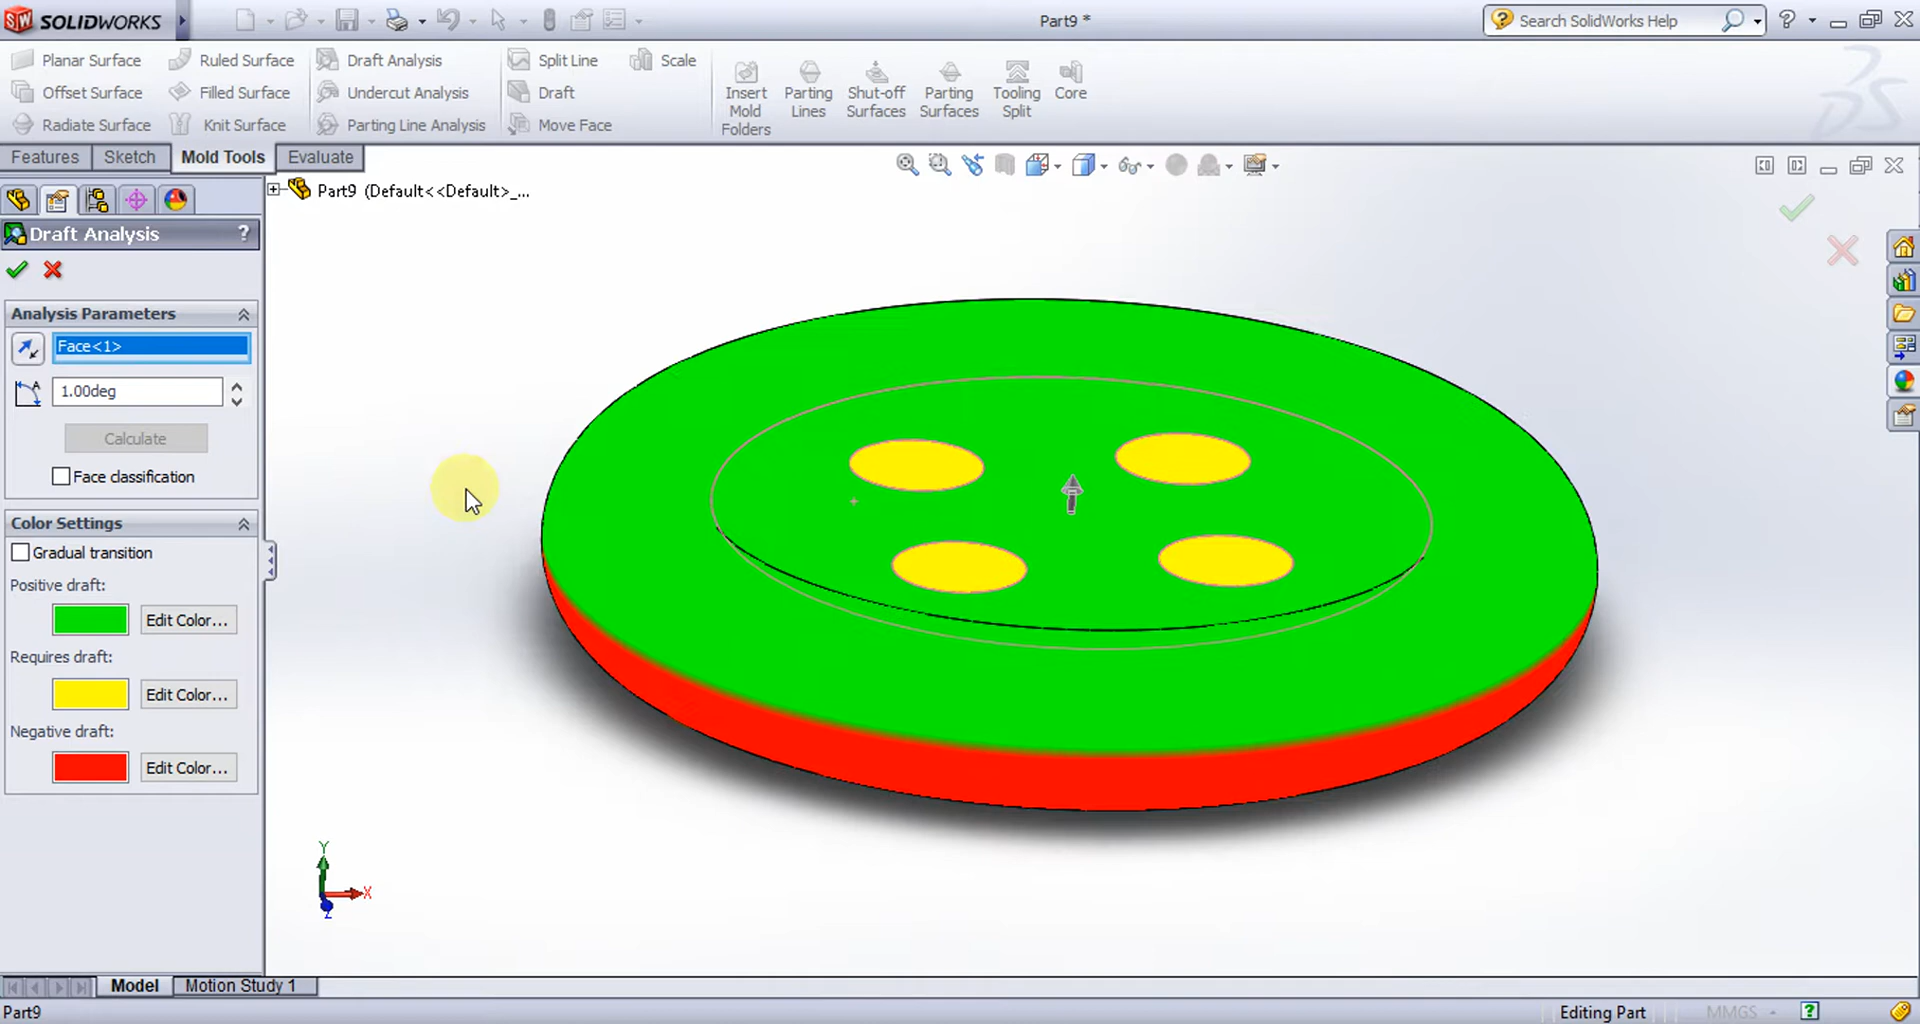 SW SOLIDWORKS
Part9 *
Search SolidWorks Help
?
Planar Surface
Ruled Surface
Draft Analysis
Split Line
Scale
Offset Surface
Filled Surface
Undercut Analysis
Draft
Radiate Surface
Knit Surface
Parting Line Analysis
Move Face
Insert Mold Folders
Parting Lines
Shut-off Surfaces
Parting Surfaces
Tooling Split
Core
Features
Sketch
Mold Tools
Evaluate
Part9 (Default<<Default>_...
Draft Analysis
?
Analysis Parameters
Face<1>
A
1.00deg
Calculate
Face classification
Color Settings
Gradual transition
Positive draft:
Edit Color...
Requires draft:
Edit Color...
Negative draft:
Edit Color...
Y
X
Z
Model
Motion Study 1
Part9
Editing Part
MMGS
?